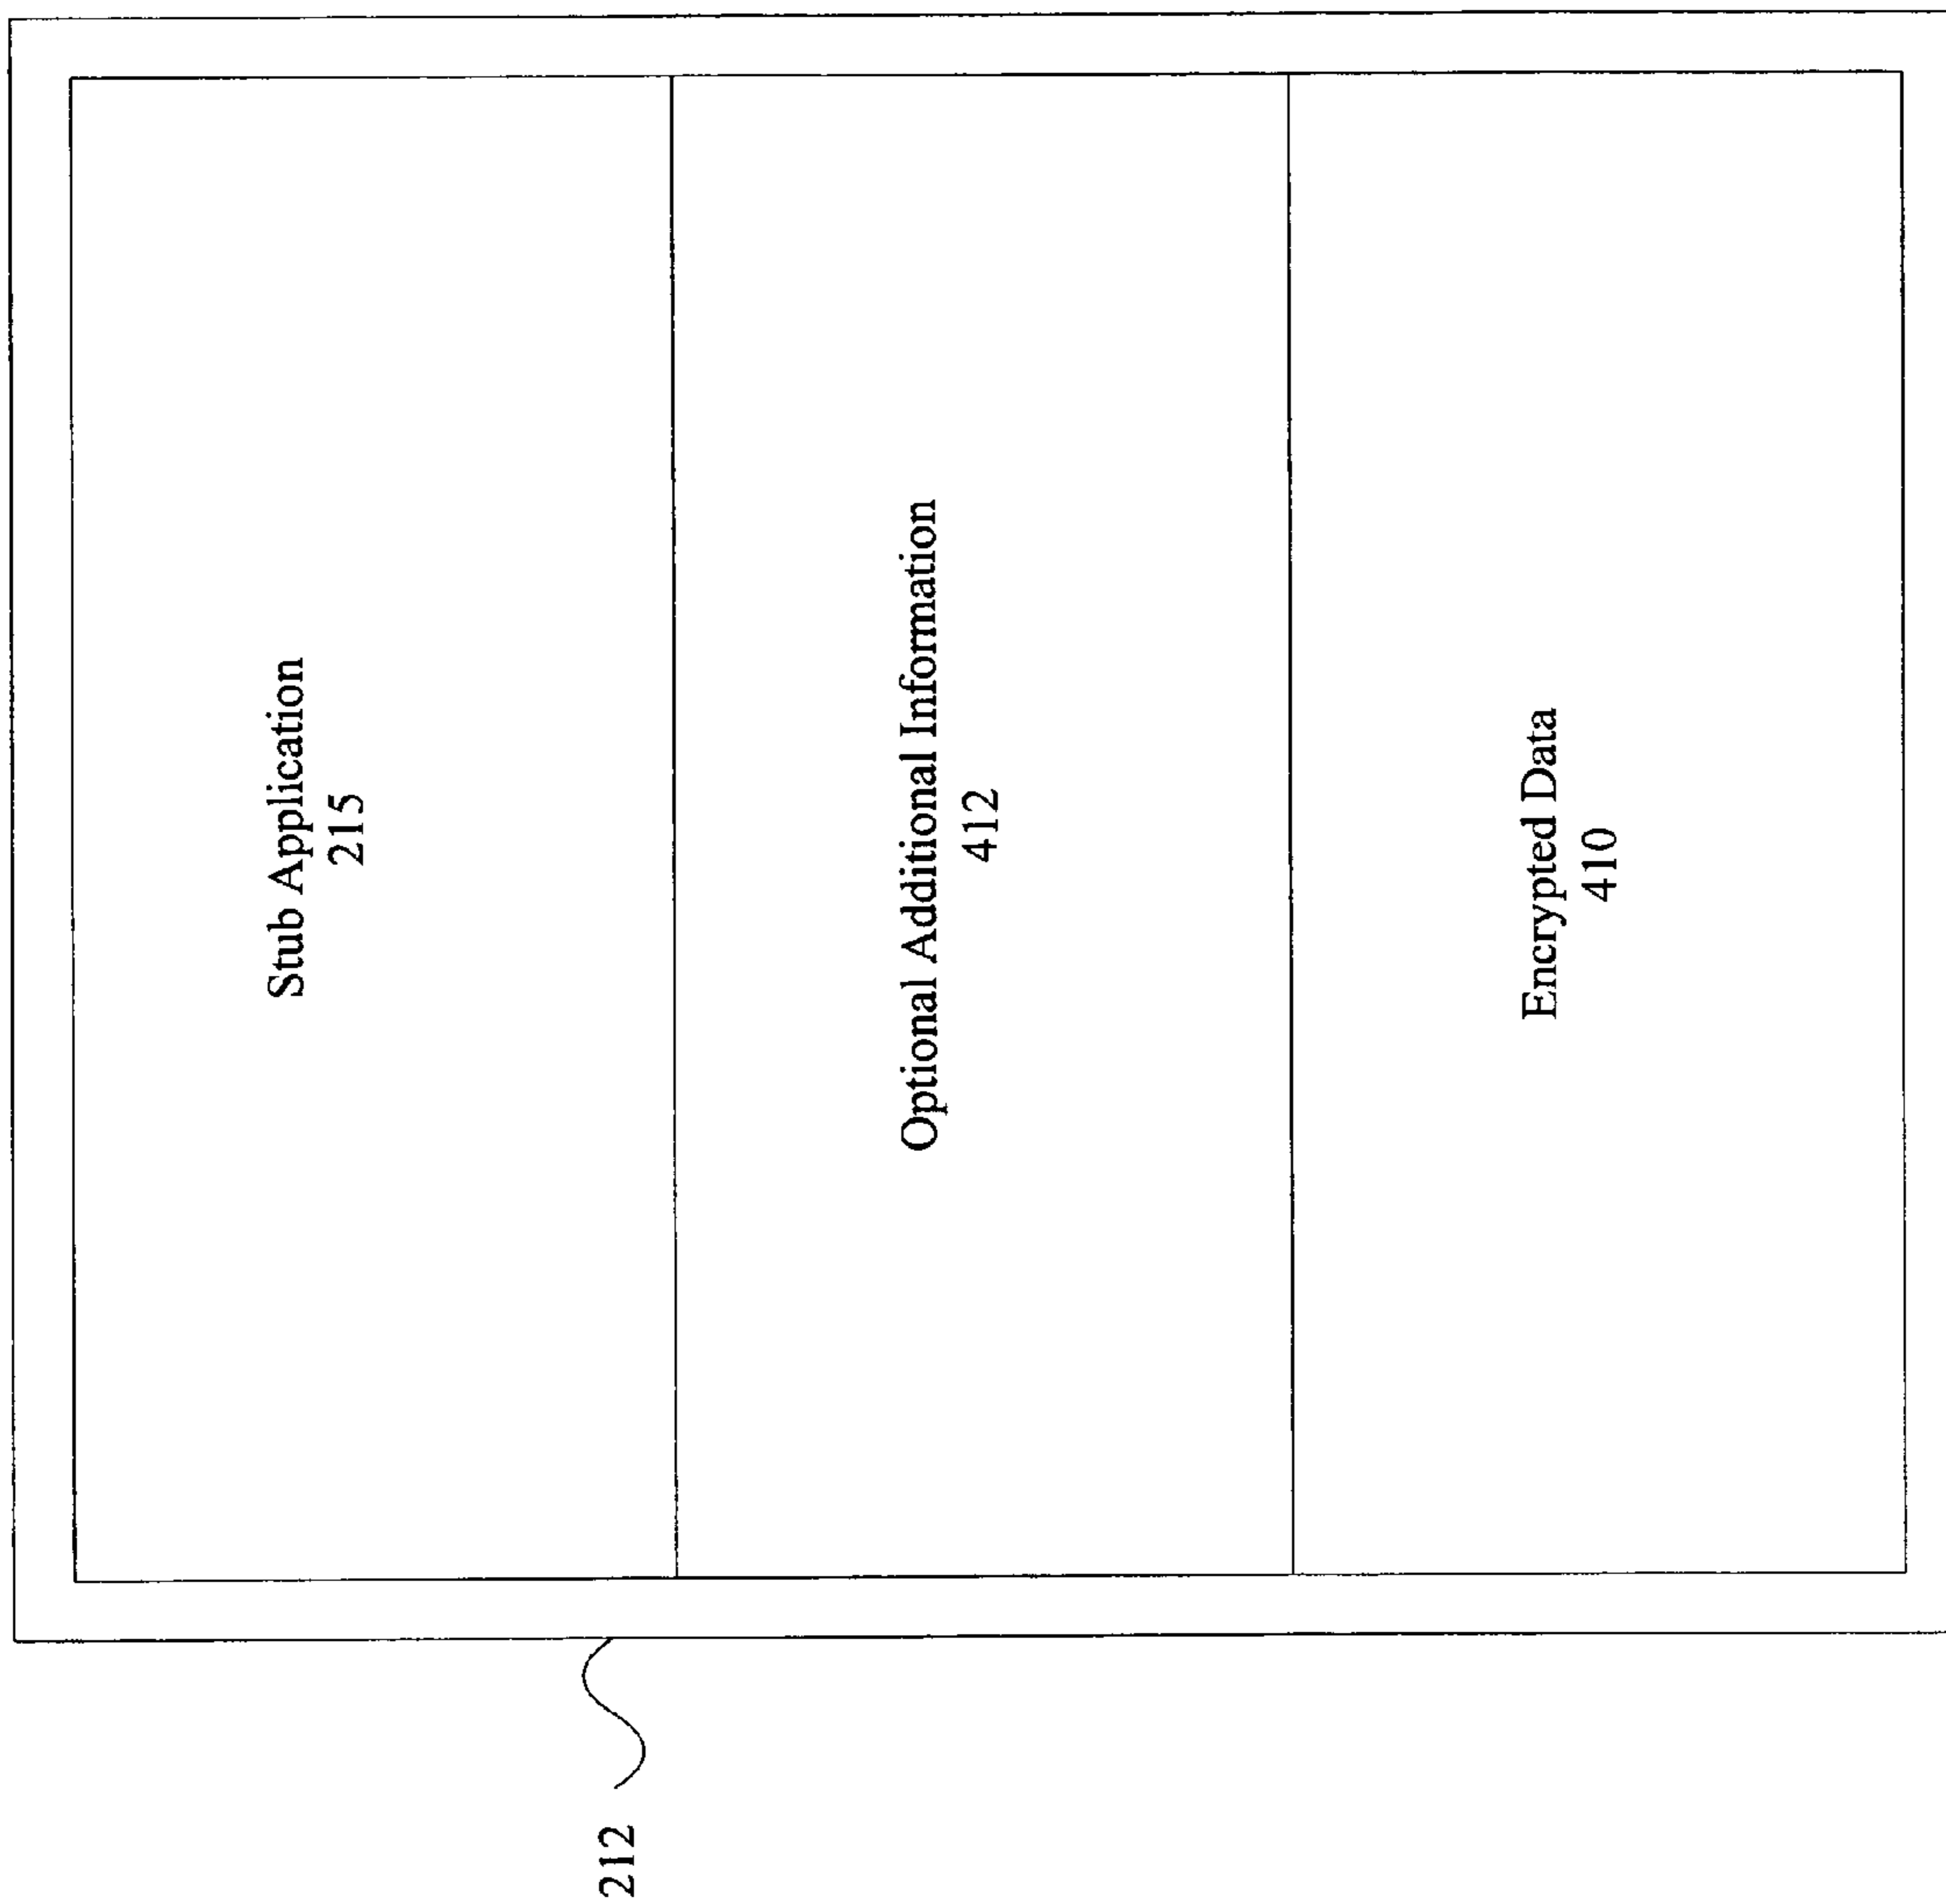 Stub Application
215
Optional Additional Information
412
Encrypted Data
410
212